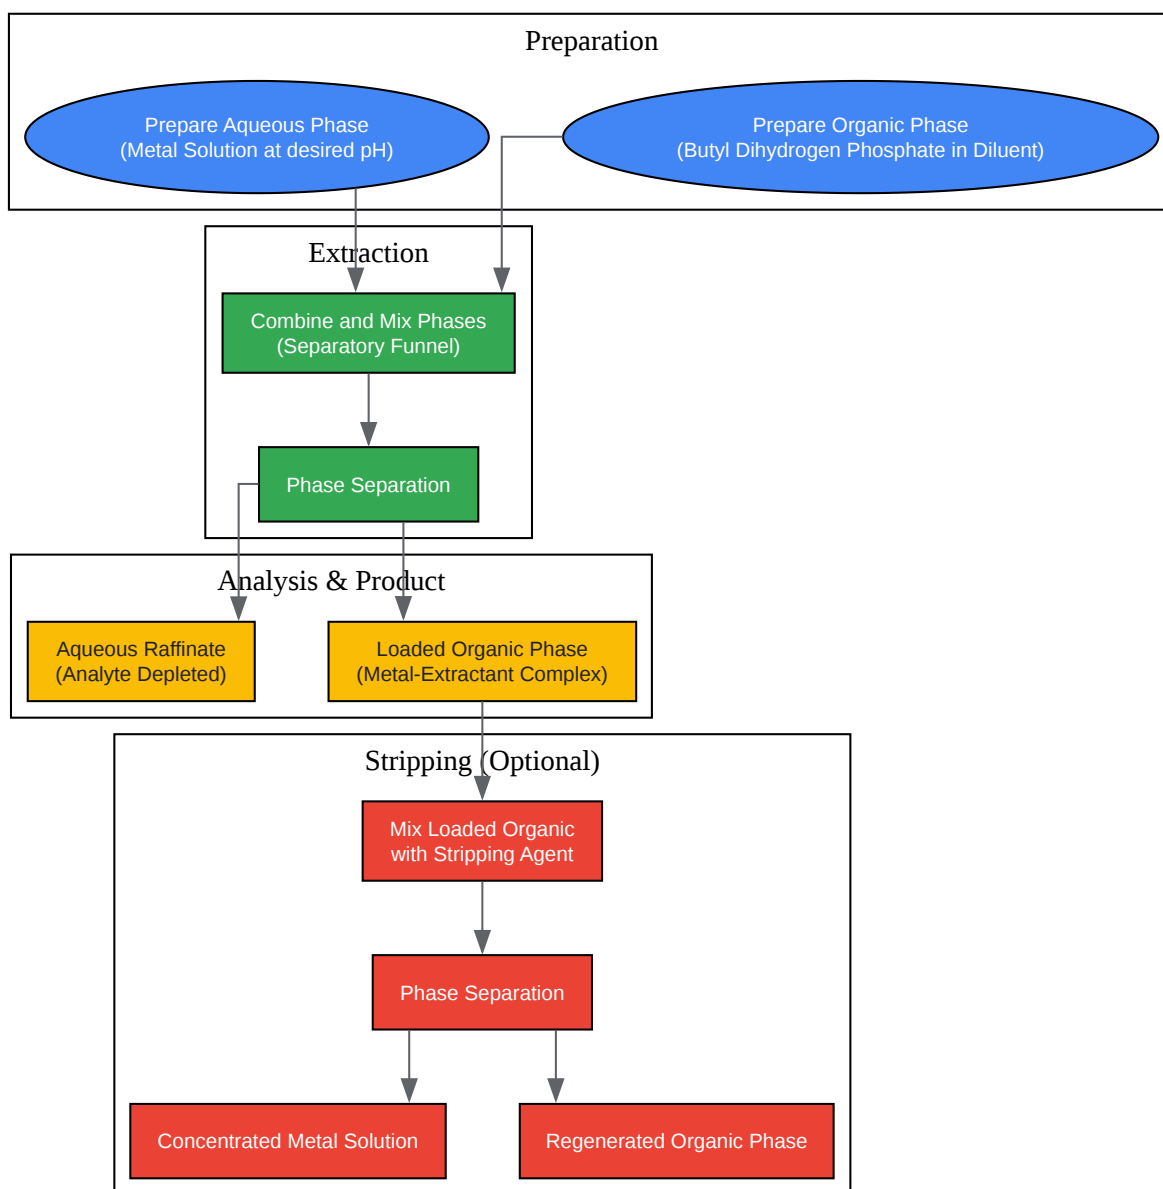 Preparation
Prepare Aqueous Phase
(Metal Solution at desired pH)
Prepare Organic Phase
(Butyl Dihydrogen Phosphate in Diluent)
Extraction
Combine and Mix Phases
(Separatory Funnel)
Phase Separation
Analysis & Product
Aqueous Raffinate
(Analyte Depleted)
Loaded Organic Phase
(Metal-Extractant Complex)
Stripping (Optional)
Mix Loaded Organic
with Stripping Agent
Phase Separation
Concentrated Metal Solution
Regenerated Organic Phase